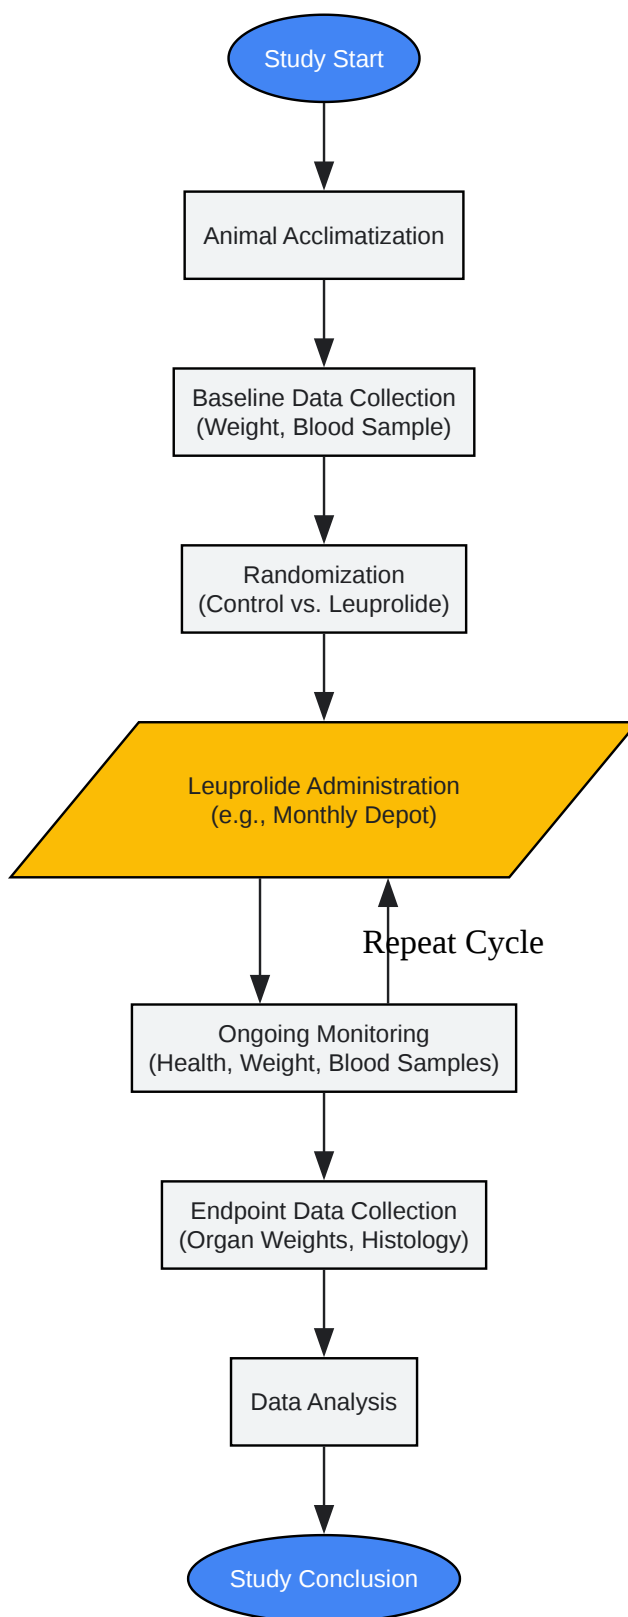 Study Start
Animal Acclimatization
Baseline Data Collection
(Weight, Blood Sample)
Randomization
(Control vs. Leuprolide)
Leuprolide Administration
(e.g., Monthly Depot)
Repeat Cycle
Ongoing Monitoring
(Health, Weight, Blood Samples)
Endpoint Data Collection
(Organ Weights, Histology)
Data Analysis
Study Conclusion